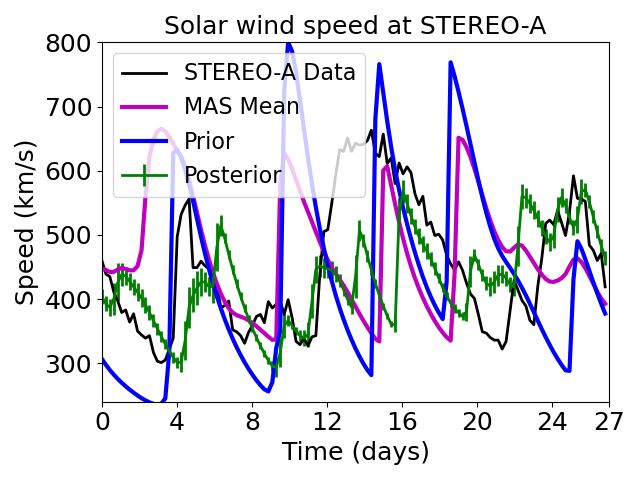 Solar wind speed at STEREO-A
800
700
600
500
400
300
Speed (km/s)
STEREO-A Data
MAS Mean
Prior
Posterior
0 4 8 12 16 20 24 27
Time (days)